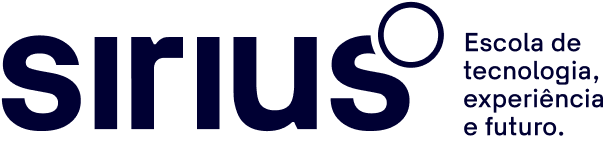 sirius
Escola de
tecnologia,
experiência
e futuro.